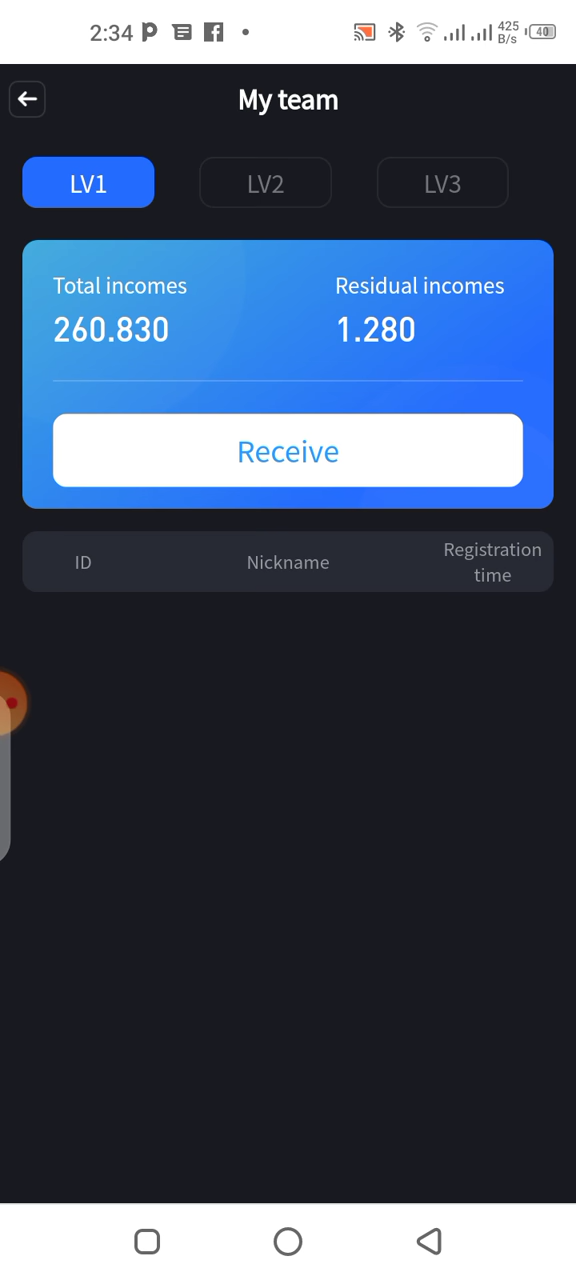 2:34
425
B/s
40
My team
LV1 LV2 LV3
Total incomes Residual incomes
260.830 1.280
Receive
ID Nickname Registration
time